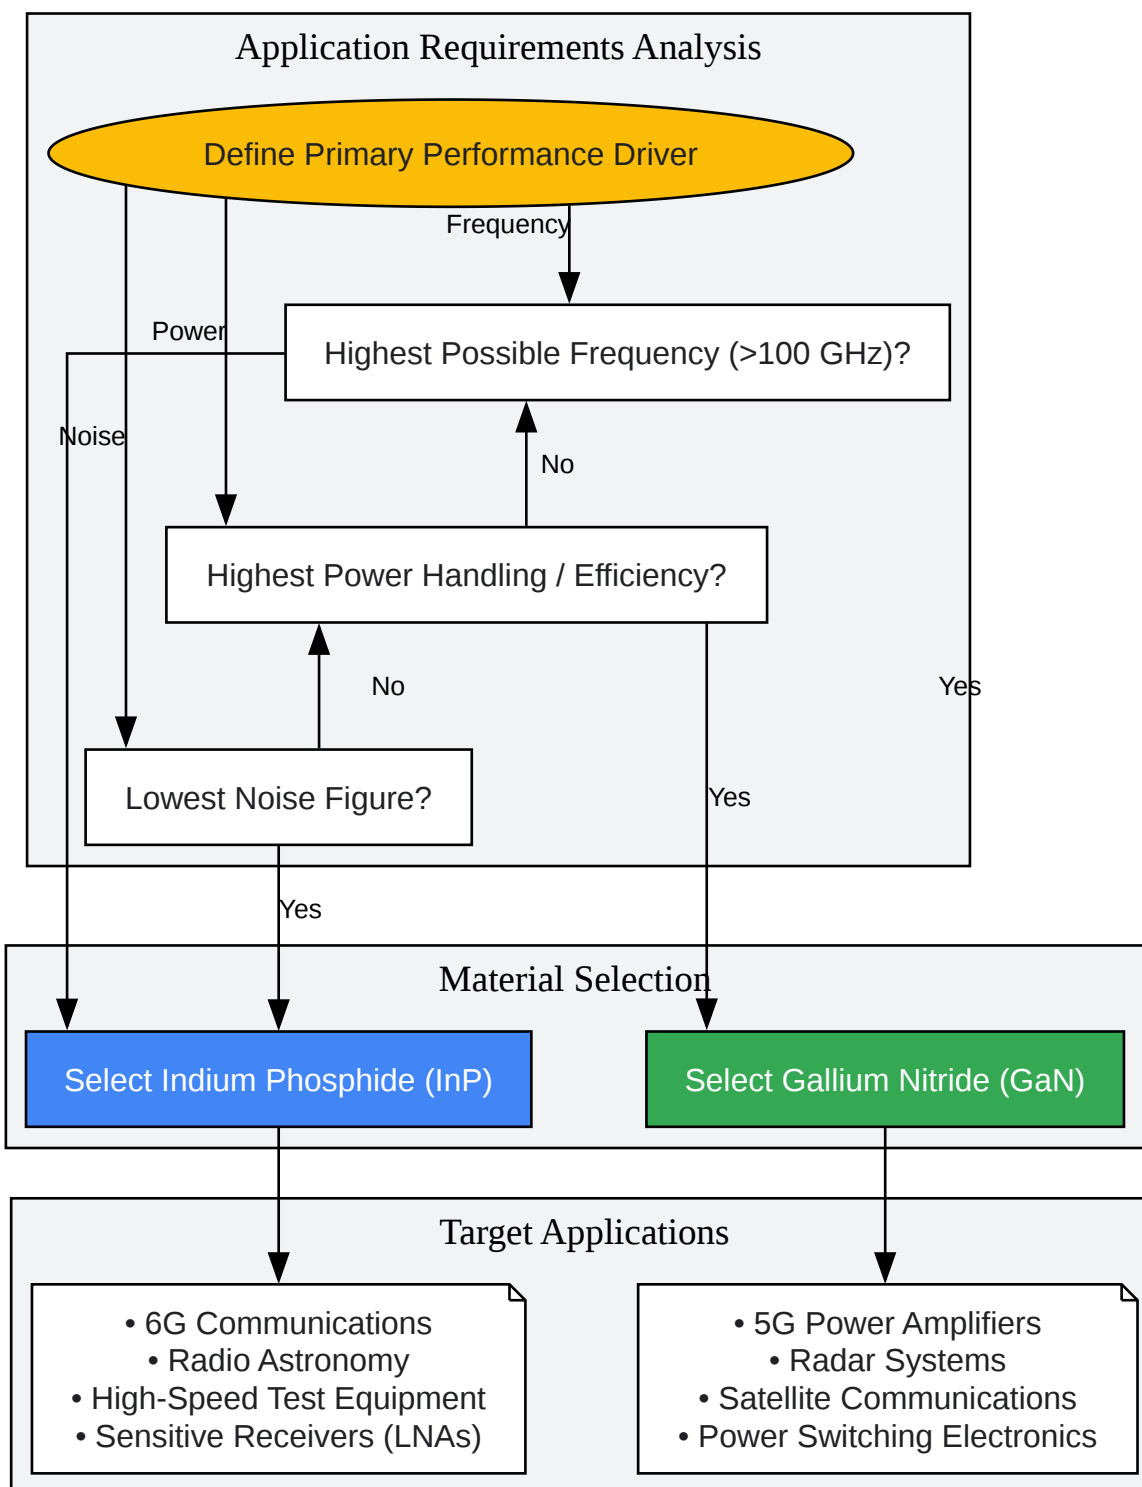 Application Requirements Analysis
Define Primary Performance Driver
Frequency
Power
Highest Possible Frequency (>100 GHz)?
Noise
No
Highest Power Handling / Efficiency?
No
Yes
Lowest Noise Figure?
Yes
Yes
Material Selection
Select Indium Phosphide (InP)
Select Gallium Nitride (GaN)
Target Applications
• 6G Communications
• Radio Astronomy
• High-Speed Test Equipment
• Sensitive Receivers (LNAs)
• 5G Power Amplifiers
• Radar Systems
• Satellite Communications
• Power Switching Electronics